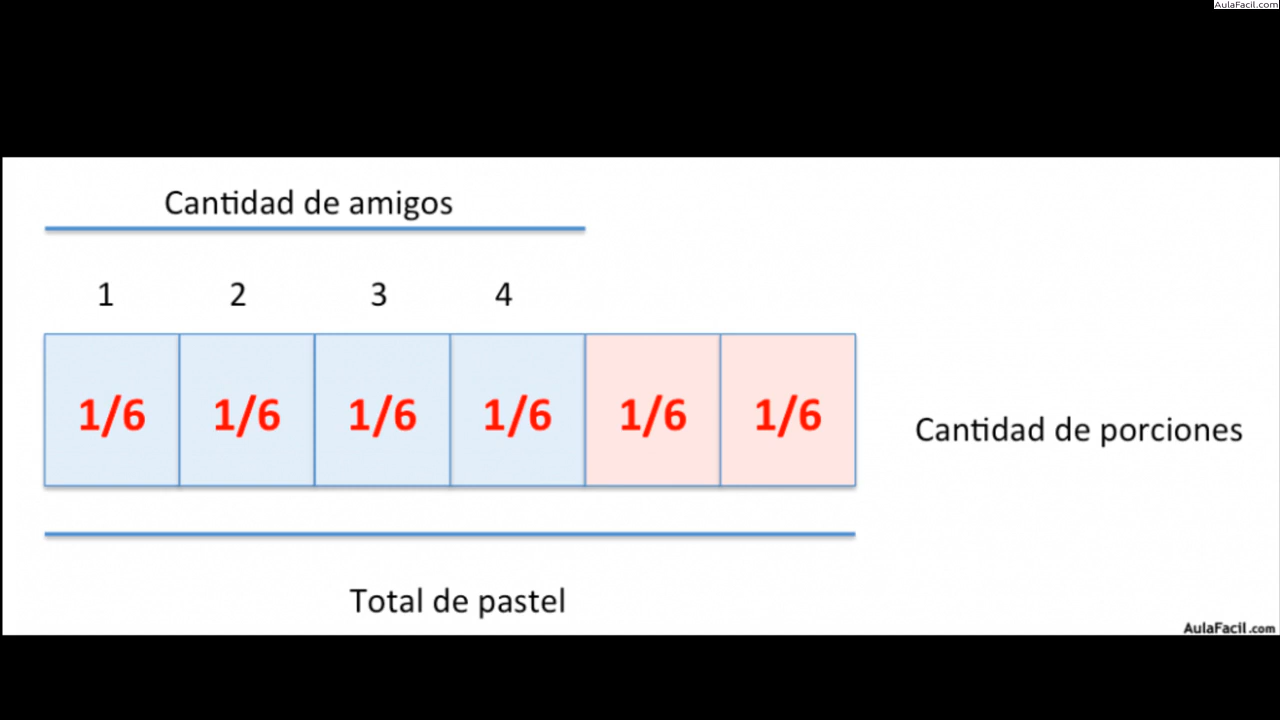 AulaFacil.com
Cantidad de amigos
1 2 3 4
1/6 1/6 1/6 1/6 1/6 1/6
Cantidad de porciones
Total de pastel
AulaFacil.com